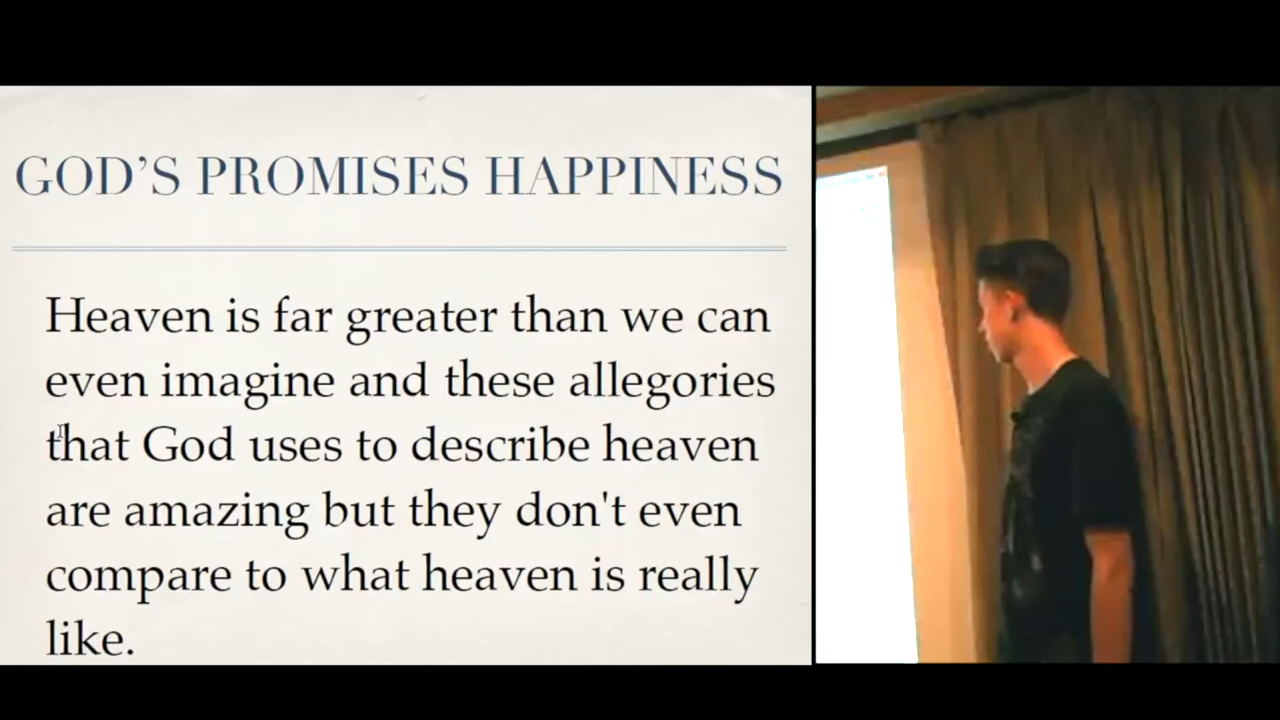 GOD’S PROMISES HAPPINESS
Heaven is far greater than we can
even imagine and these allegories
that God uses to describe heaven
are amazing but they don't even
compare to what heaven is really
like.